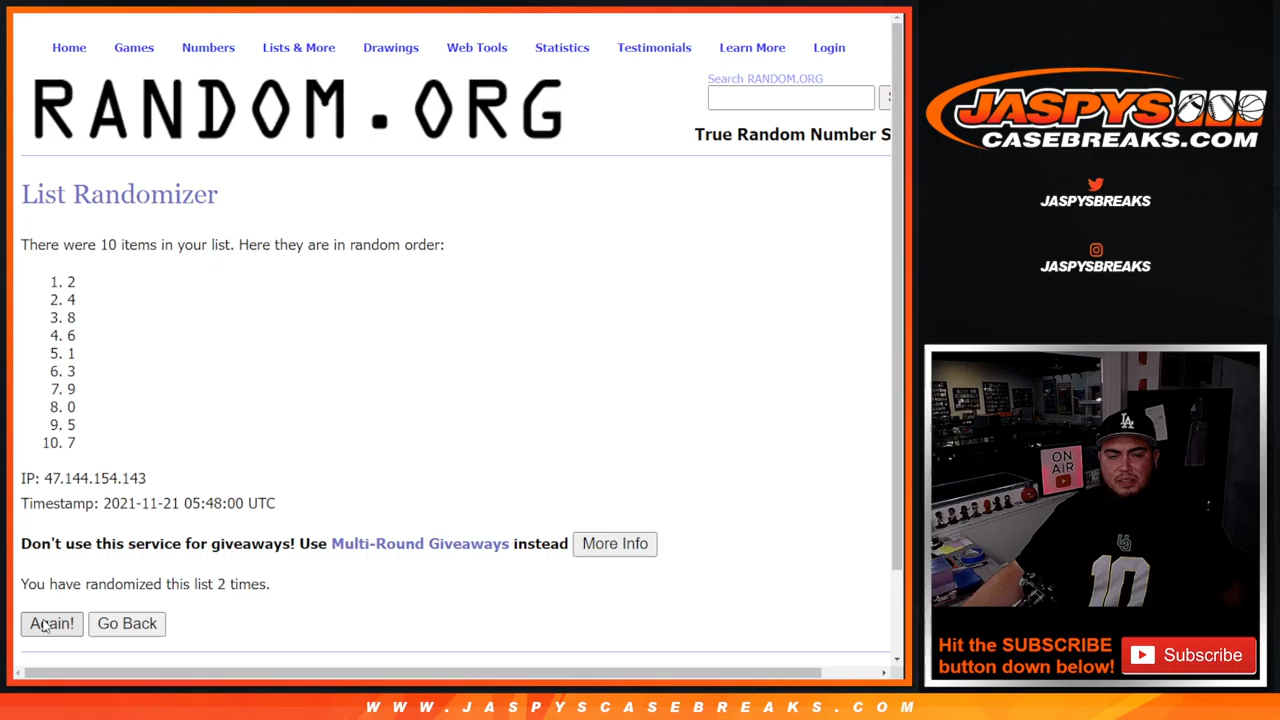 Home Games Numbers Lists & More Drawings Web Tools Statistics Testimonials Learn More Login
RANDOM.ORG
Search RANDOM.ORG
True Random Number S
List Randomizer
There were 10 items in your list. Here they are in random order:
1. 2
2. 4
3. 8
4. 6
5. 1
6. 3
7. 9
8. 0
9. 5
10. 7
IP: 47.144.154.143
Timestamp: 2021-11-21 05:48:00 UTC
Don't use this service for giveaways! Use Multi-Round Giveaways instead More Info
You have randomized this list 2 times.
Again! Go Back
JASPYS
CASEBREAKS.COM
JASPYSBREAKS
JASPYSBREAKS
LA
ON
AIR
10
Hit the SUBSCRIBE
button down below!
Subscribe
WWW.JASPYSCASEBREAKS.COM